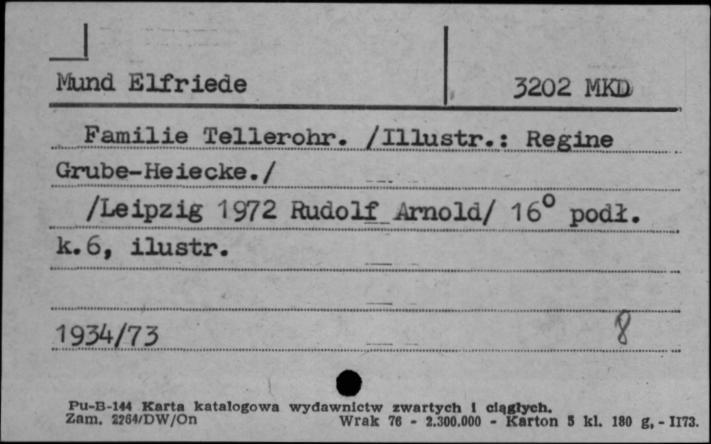 Mund Elfriede 3202 MKD
Familie Tellerohr. /Illustr.: Regine
Grube-Heiecke./
/Leipzig 1972 Rudolf Arnold/ 16° podł.
k.6, ilustr.
1934/73 8
Pu-B-144 Karta katalogowa wydawnictw zwartych i ciągłych.
Zam. 2264/DW/On Wrak 76 - 2.300.000 - Karton 5 kl. 180 g, - II73.